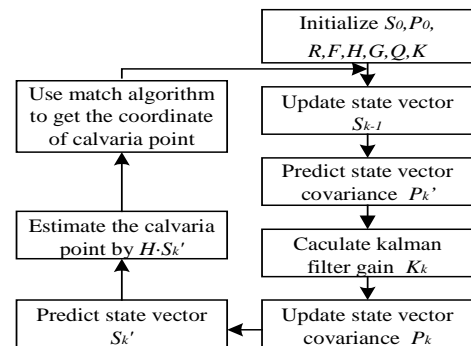 Initialize S0,P0,
R,F,H,G,Q,K
Use match algorithm
to get the coordinate
of calvaria point
Update state vector
Sk-1
Predict state vector
covariance Pk'
Estimate the calvaria
point by H·Sk'
Caculate kalman
filter gain Kk
Predict state vector
Sk'
Update state vector
covariance Pk